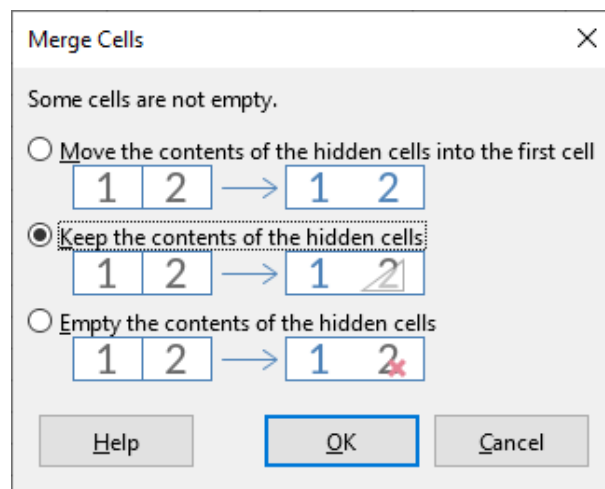 Merge Cells
Some cells are not empty.
Move the contents of the hidden cells into the first cell
1 2 1 2
Keep the contents of the hidden cells
1 2 1 2
Empty the contents of the hidden cells
1 2 1 2
Help OK Cancel